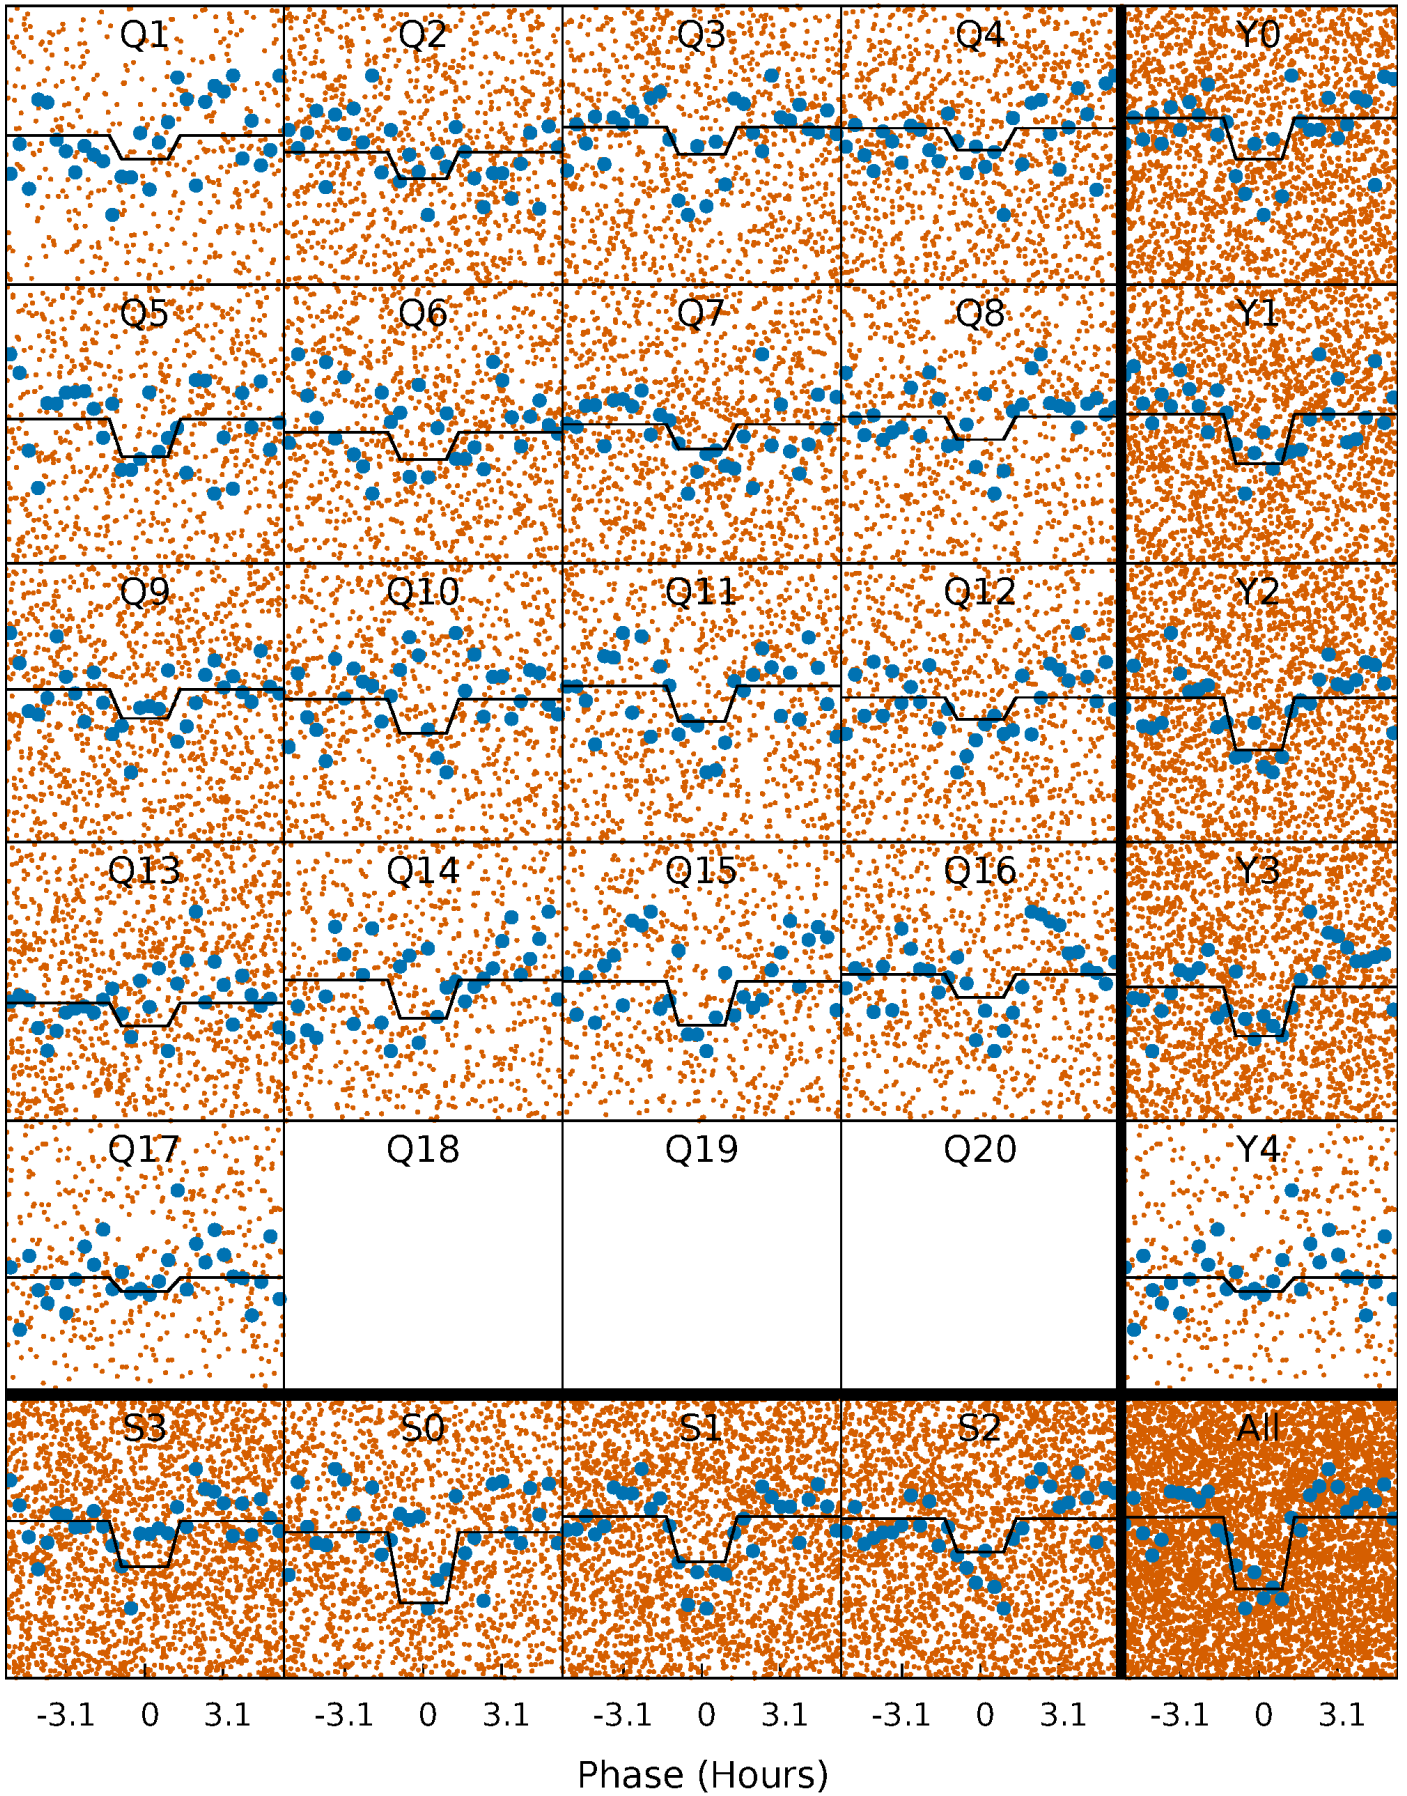 Q1 Q2 Q3 Q4 Y0
Q5 Q6 Q7 Q8 Y1
Q9 Q10 Q11 Q12 Y2
Q13 Q14 Q15 Q16 Y3
Q17 Q18 Q19 Q20 Y4
S3 S0 S1 S2 All
-3.1 0 3.1 -3.1 0 3.1 -3.1 0 3.1 -3.1 0 3.1 -3.1 0 3.1
Phase (Hours)